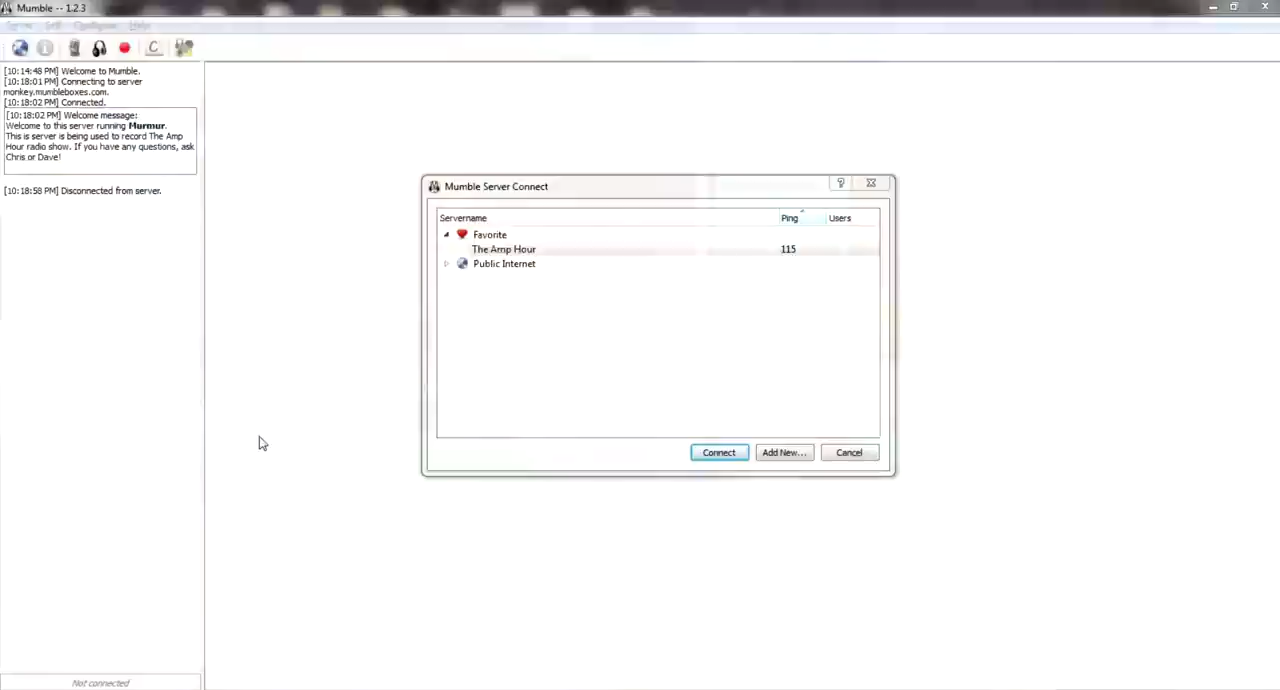 Mumble -- 1.2.3
Server Self Configure Help
C
[10:14:48 PM] Welcome to Mumble.
[10:18:01 PM] Connecting to server
monkey.mumbleboxes.com.
[10:18:02 PM] Connected.
[10:18:02 PM] Welcome message:
Welcome to this server running Murmur.
This is server is being used to record The Amp
Hour radio show. If you have any questions, ask
Chris or Dave!
[10:18:58 PM] Disconnected from server.
Mumble Server Connect
Servername Ping Users
Favorite
The Amp Hour 115
Public Internet
Connect Add New... Cancel
Not connected